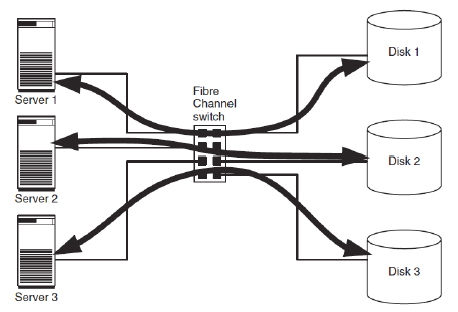 Server 1
Server 2
Server 3
Fibre
Channel
switch
Disk 1
Disk 2
Disk 3